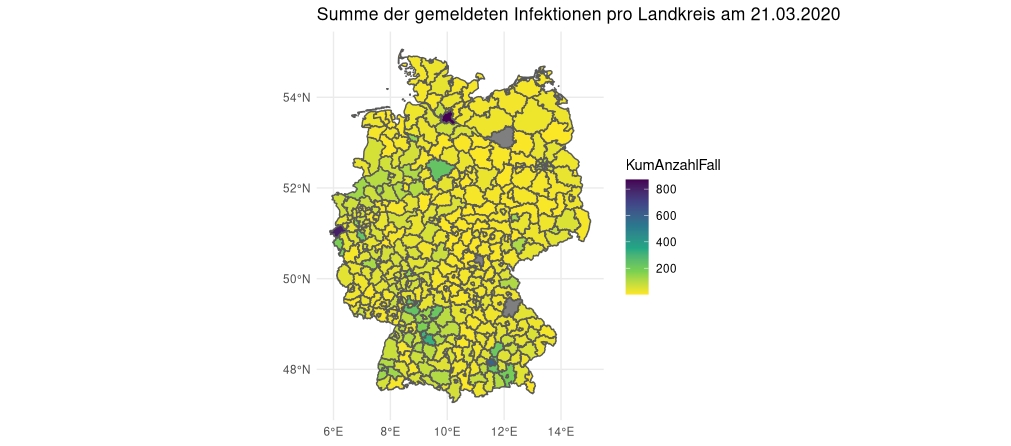 Summe der gemeldeten Infektionen pro Landkreis am 21.03.2020
54°N
52°N
50°N
48°N
6°E 8°E 10°E 12°E 14°E
KumAnzahlFall
800
600
400
200